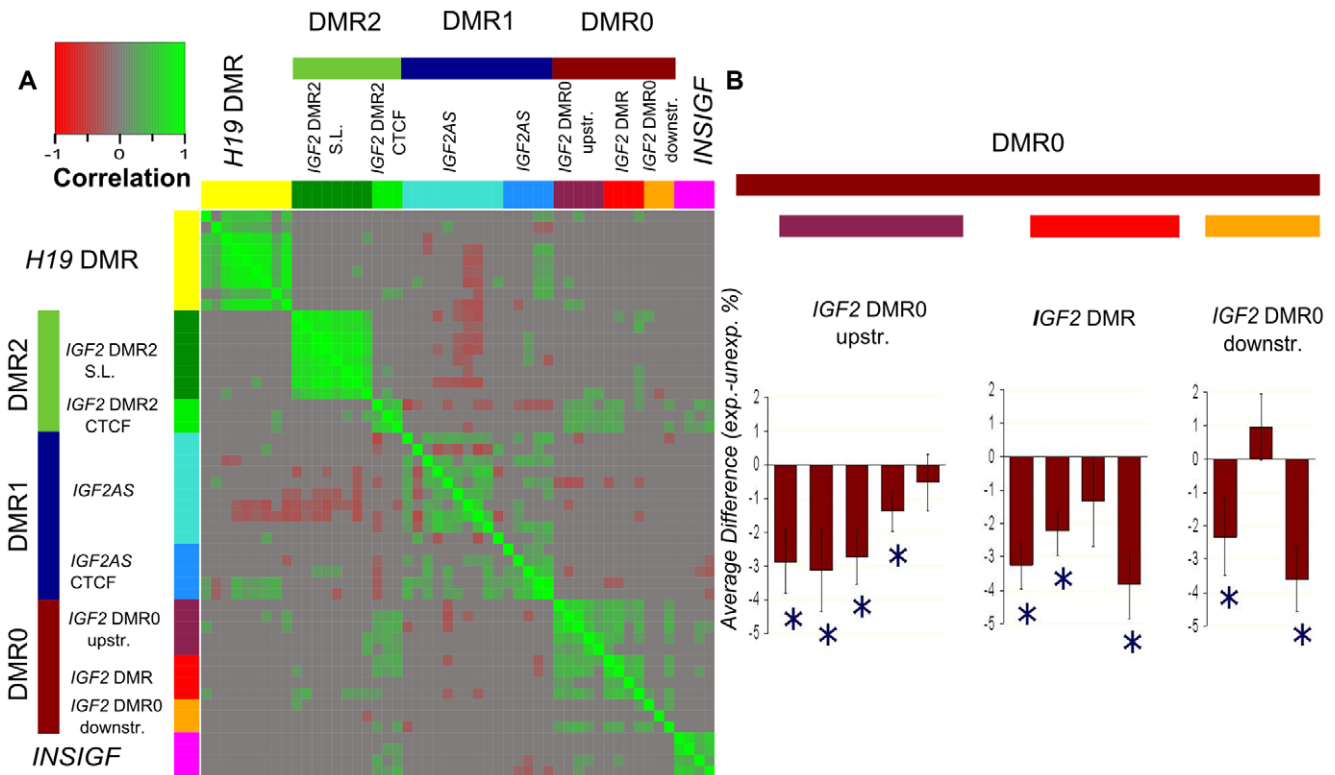 A
-1
0
1
Correlation
H19 DMR
DMR2
DMR1
DMR0
IGF2 DMR2
S.L.
IGF2 DMR2
CTCF
IGF2AS
IGF2AS
IGF2 DMR0
upstr.
IGF2 DMR
IGF2 DMR0
downstr.
INSIGF
H19 DMR
DMR2
IGF2 DMR2
S.L.
IGF2 DMR2
CTCF
DMR1
IGF2AS
IGF2AS
CTCF
DMR0
IGF2 DMR0
upstr.
IGF2 DMR
IGF2 DMR0
downstr.
INSIGF
B
DMR0
IGF2 DMR0
upstr.
IGF2 DMR
IGF2 DMR0
downstr.
Average Difference (exp.-unexp. %)
2
1
0
-1
-2
-3
-4
-5
2
1
0
-1
-2
-3
-4
-5
2
1
0
-1
-2
-3
-4
-5